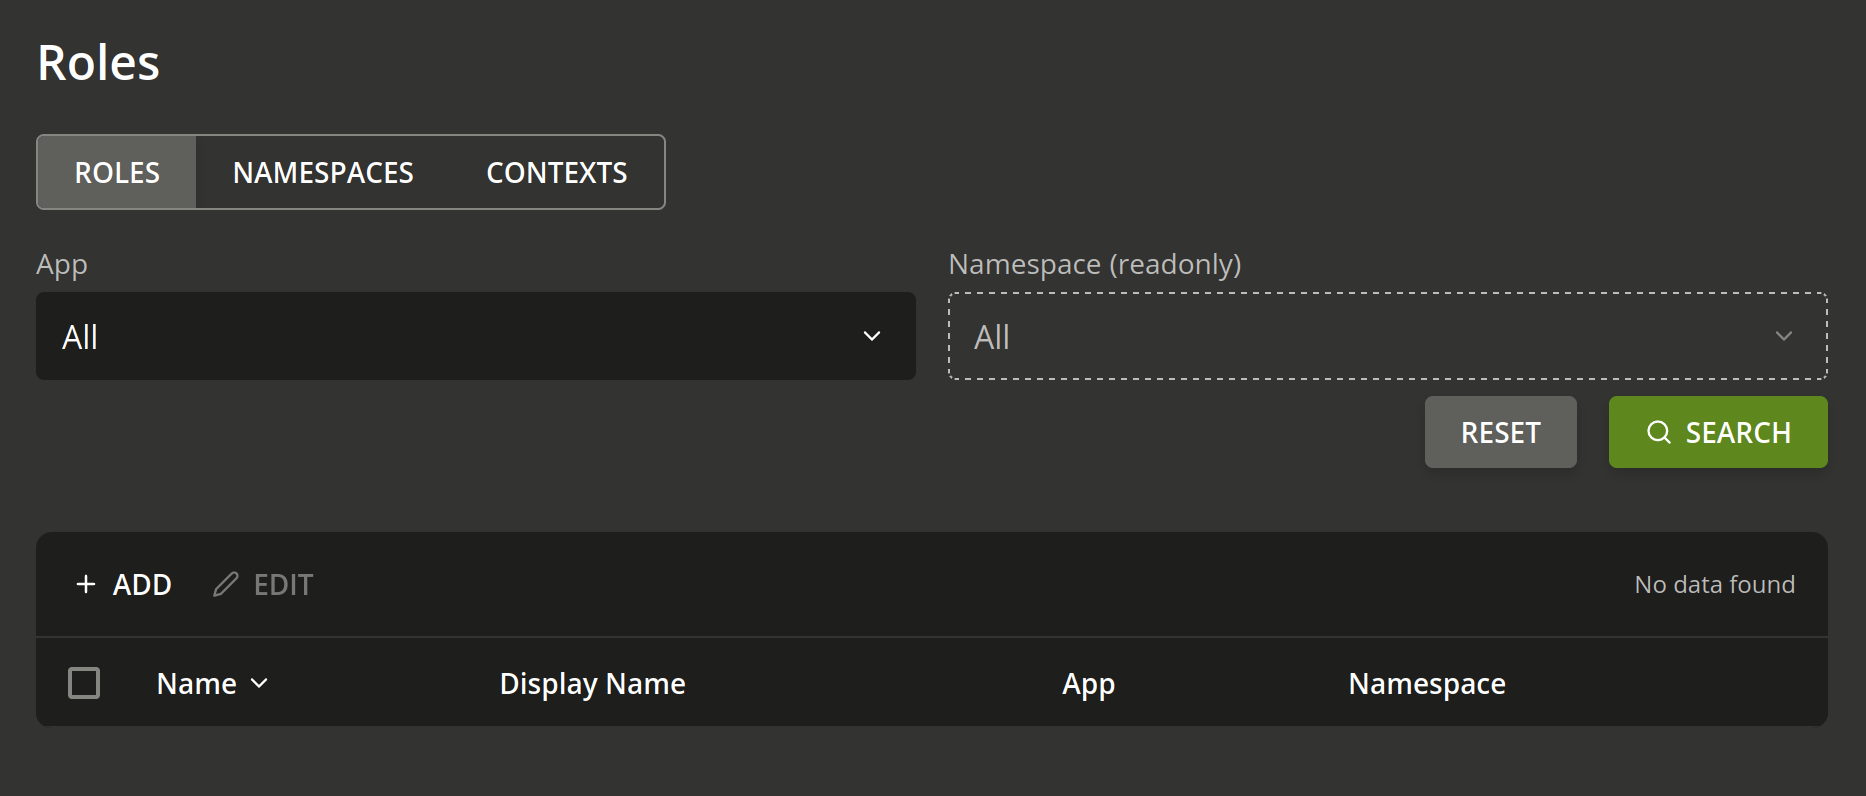 Roles
ROLES NAMESPACES CONTEXTS
App Namespace (readonly)
All All
RESET SEARCH
ADD EDIT No data found
Name Display Name App Namespace